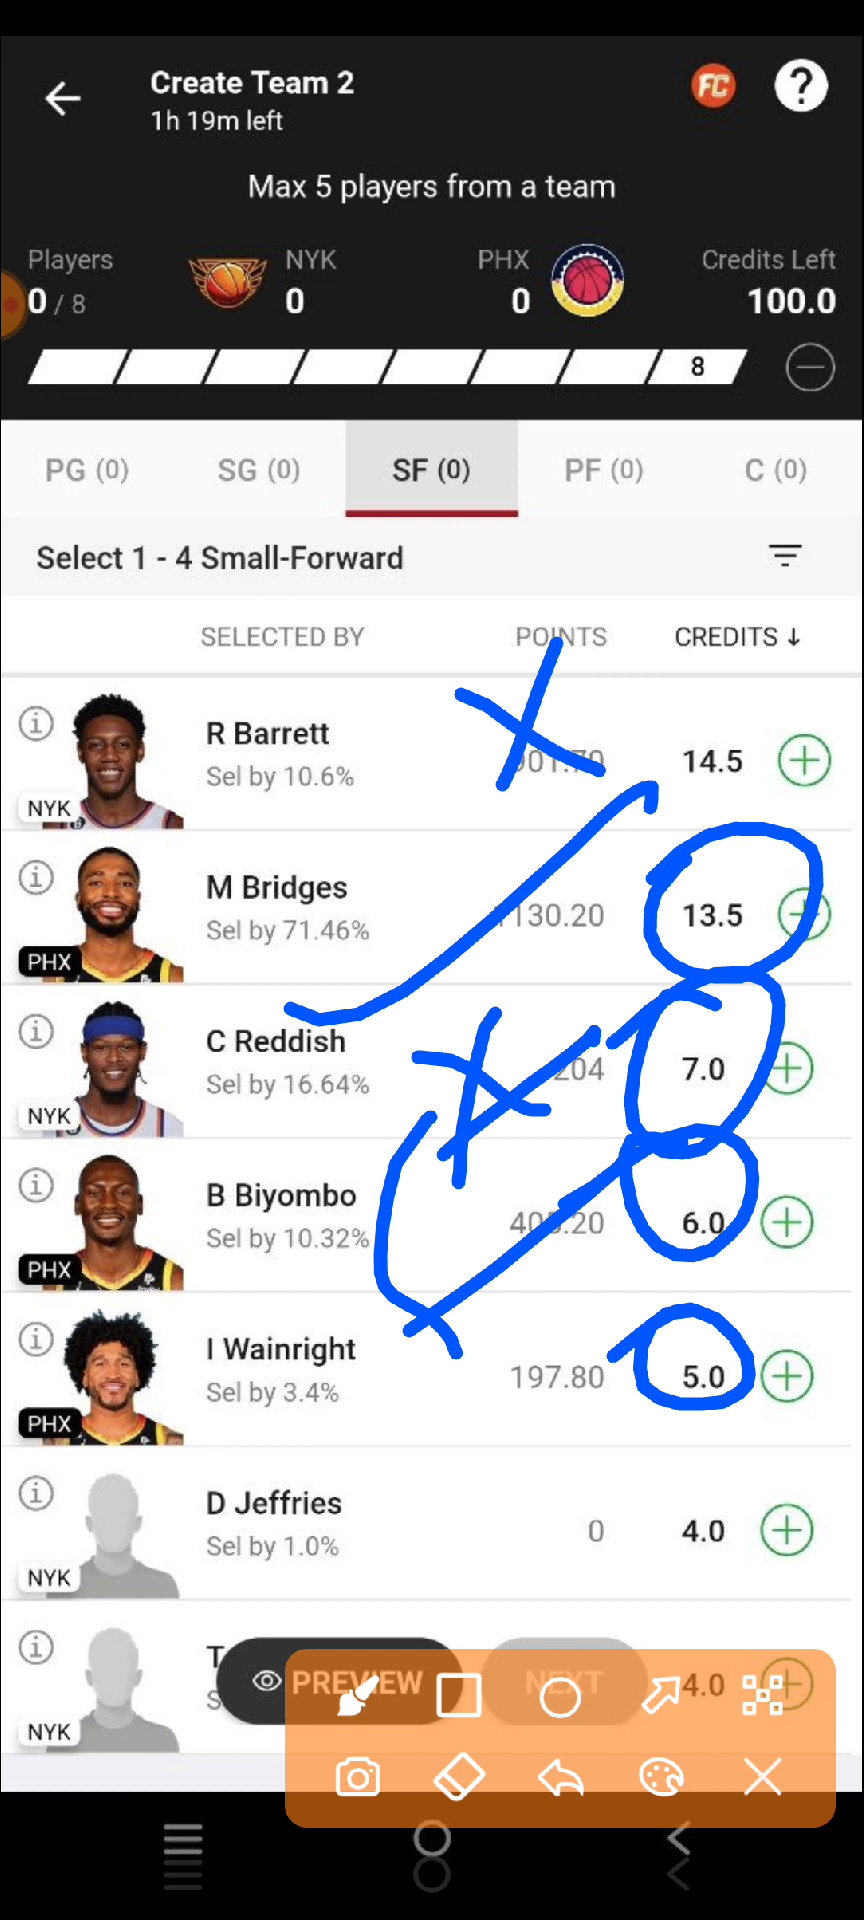 Create Team 2
1h 19m left
FC
?
Max 5 players from a team
Players
0 / 8
NYK
0
PHX
0
Credits Left
100.0
8
PG (0) SG (0) SF (0) PF (0) C (0)
Select 1 - 4 Small-Forward
SELECTED BY POINTS CREDITS ↓
R Barrett
Sel by 10.6%
14.5
NYK
M Bridges
Sel by 71.46%
130.20 13.5
PHX
C Reddish
Sel by 16.64%
204 7.0
NYK
B Biyombo
Sel by 10.32%
6.0
PHX
I Wainright
Sel by 3.4%
197.80 5.0
PHX
D Jeffries
Sel by 1.0%
0 4.0
NYK
T
S
4.0
PREVIEW NEXT
NYK